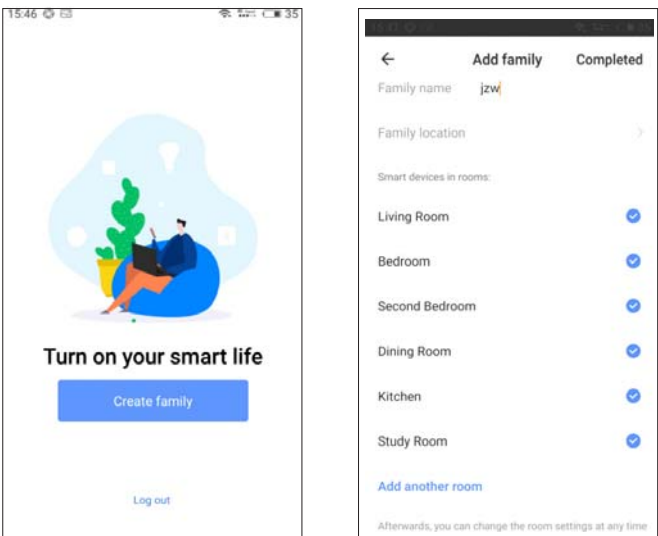 15:46
35
Turn on your smart life
Create family
Log out
Add family
Completed
Family name jzw
Family location
Smart devices in rooms:
Living Room
Bedroom
Second Bedroom
Dining Room
Kitchen
Study Room
Add another room
Afterwards, you can change the room settings at any time